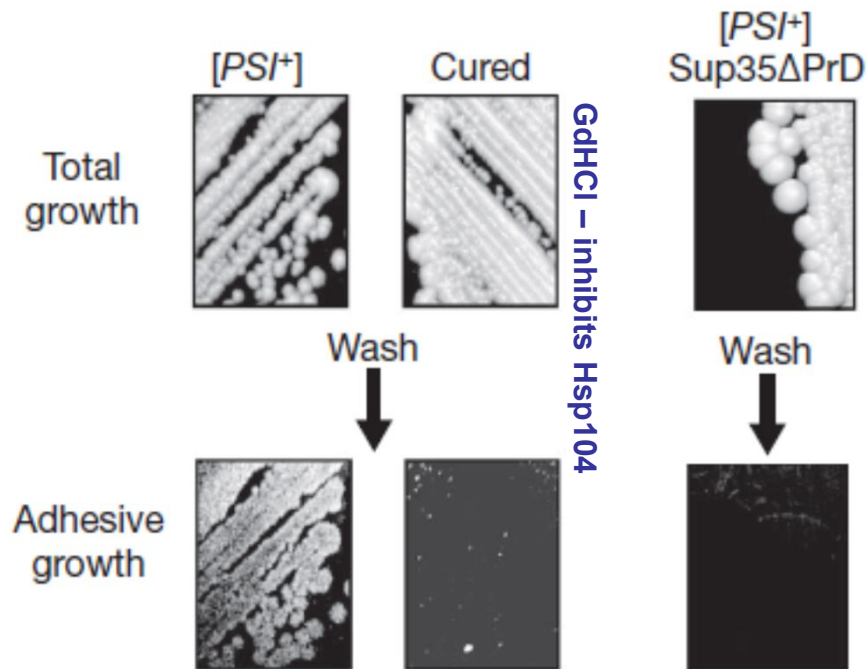 [PSI⁺]
Cured
[PSI⁺]
Sup35ΔPrD
Total
growth
GdHCl – inhibits Hsp104
Wash
Wash
Adhesive
growth